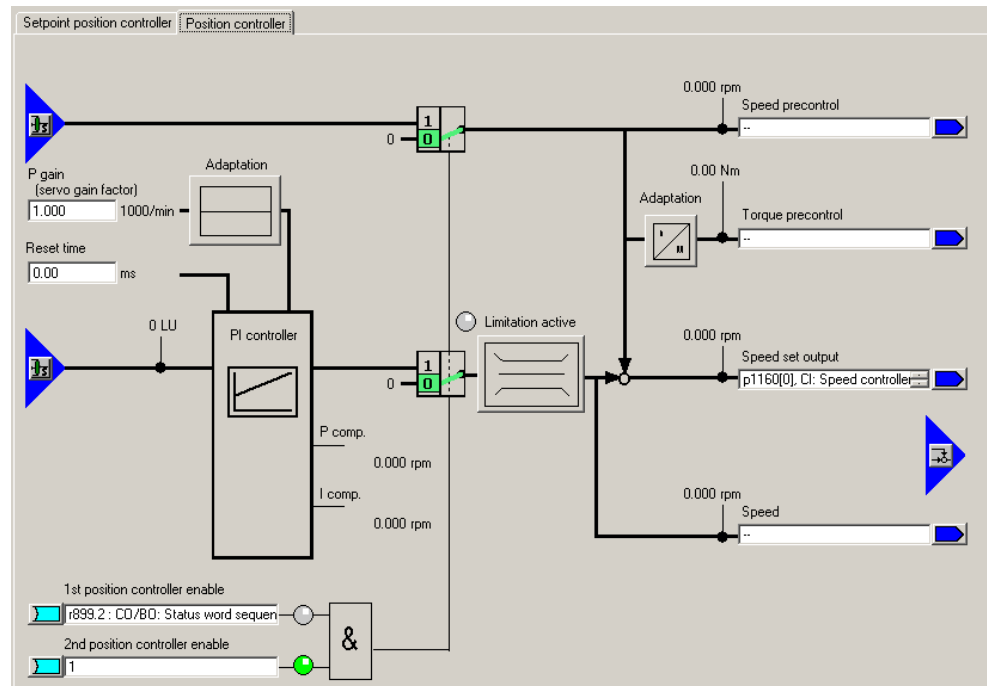 Setpoint position controller Position controller
0.000 rpm
Speed precontrol
--
1
0 0
P gain
(servo gain factor)
1.000 1000/min
Adaptation
0.00 Nm
Adaptation
Torque precontrol
--
Reset time
0.00 ms
0 LU
PI controller
Limitation active
0.000 rpm
Speed set output
p1160[0], CI: Speed controller
1
0 0
P comp.
0.000 rpm
I comp.
0.000 rpm
0.000 rpm
Speed
--
1st position controller enable
r899.2 : CO/BO: Status word sequen
&
2nd position controller enable
1